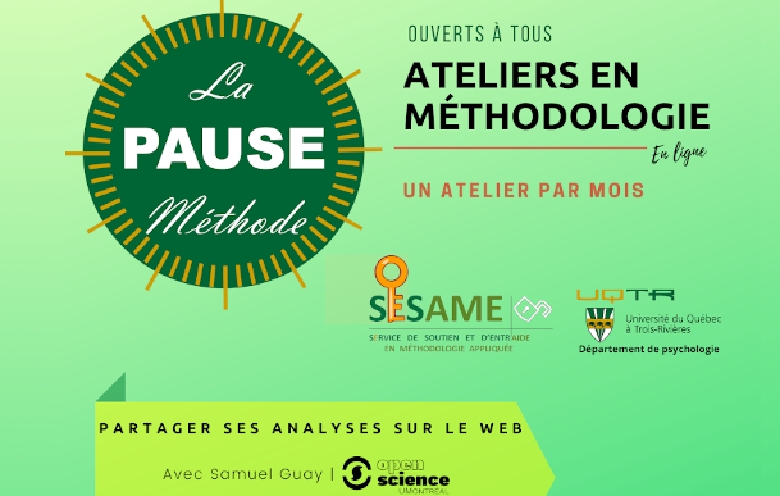 La
PAUSE
Méthode
OUVERTS À TOUS
ATELIERS EN
MÉTHODOLOGIE
En ligne
UN ATELIER PAR MOIS
SESAME
SERVICE DE SOUTIEN ET D'ENTRAIDE
EN MÉTHODOLOGIE APPLIQUÉE
UQTR
Université du Québec
à Trois-Rivières
Département de psychologie
PARTAGER SES ANALYSES SUR LE WEB
Avec Samuel Guay |
open
science
UMONTREAL